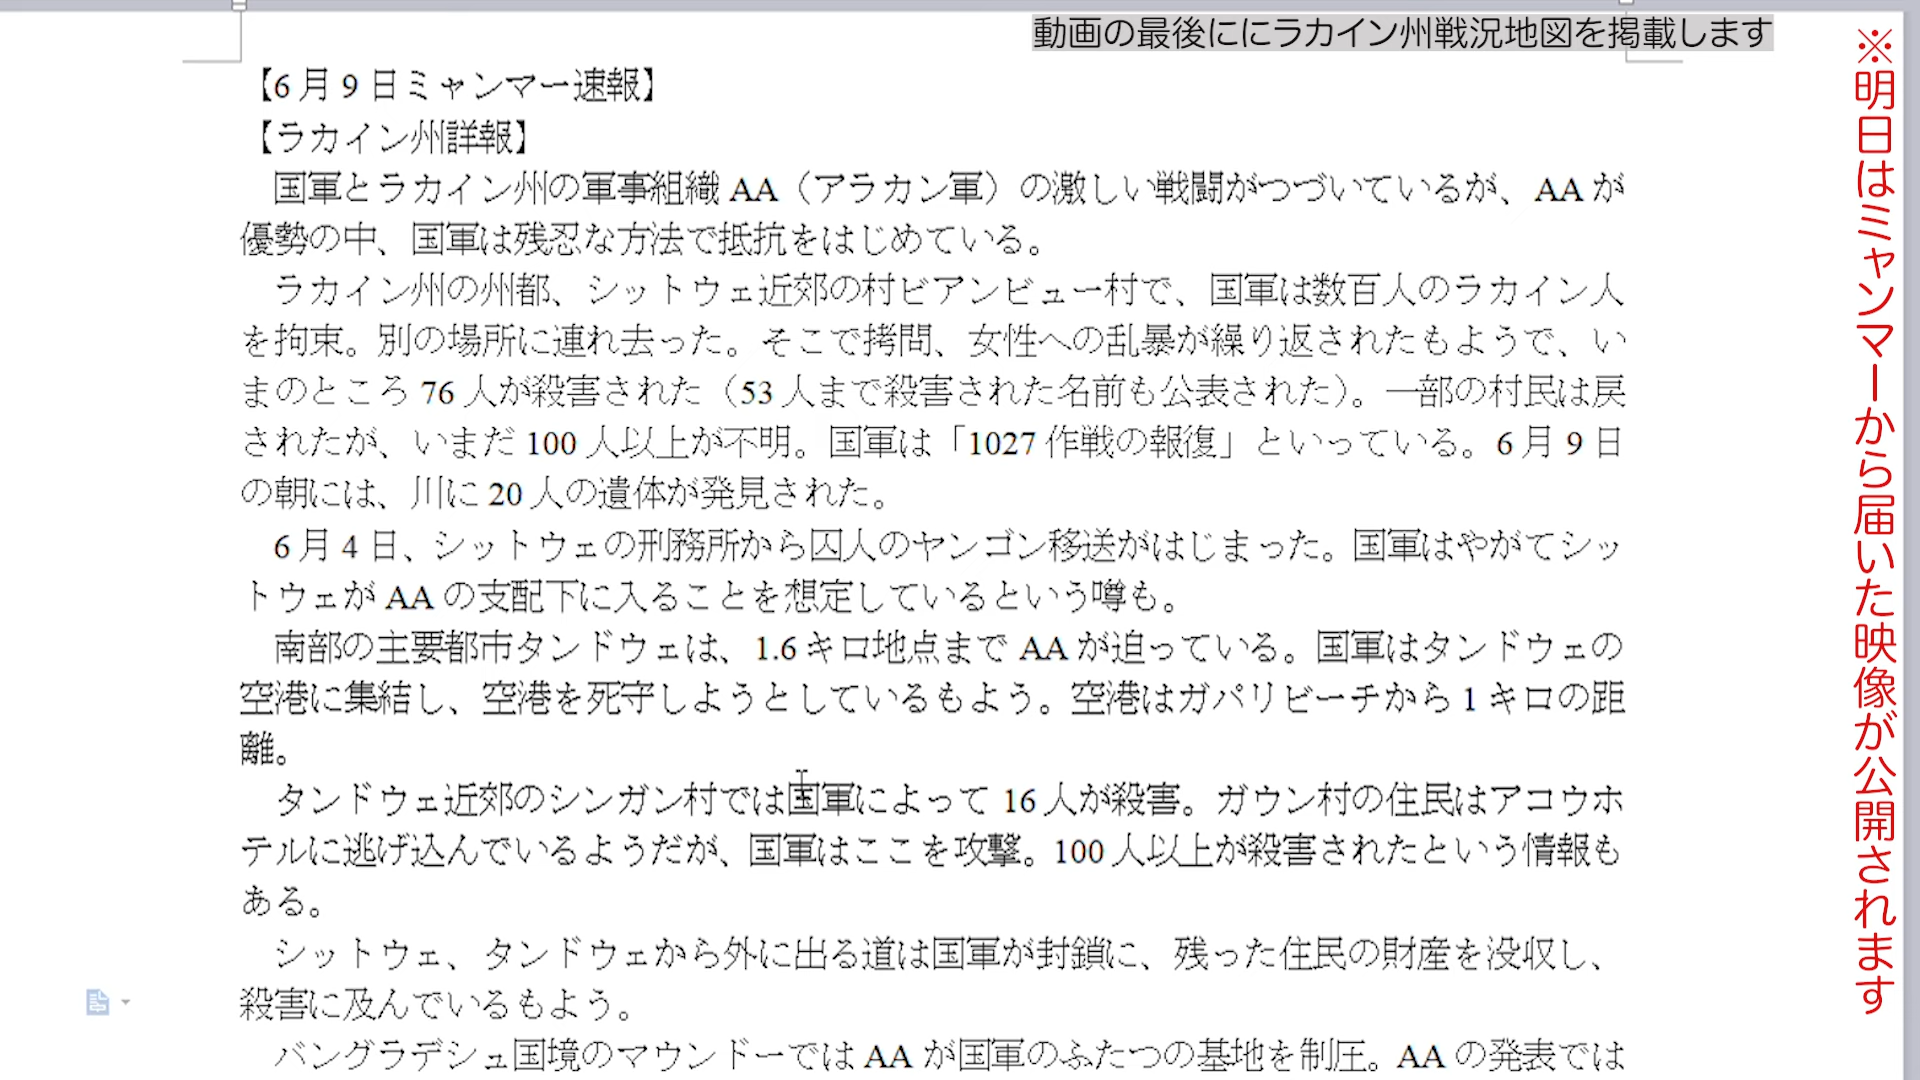 動画の最後ににラカイン州戦況地図を掲載します
【6月9日ミャンマー速報】
【ラカイン州詳報】
国軍とラカイン州の軍事組織AA（アラカン軍）の激しい戦闘がつづいているが、AAが
優勢の中、国軍は残忍な方法で抵抗をはじめている。
ラカイン州の州都、シットウェ近郊の村ビアンビュー村で、国軍は数百人のラカイン人
を拘束。別の場所に連れ去った。そこで拷問、女性への乱暴が繰り返されたもようで、い
まのところ76人が殺害された（53人まで殺害された名前も公表された）。一部の村民は戻
されたが、いまだ100人以上が不明。国軍は「1027作戦の報復」といっている。6月9日
の朝には、川に20人の遺体が発見された。
6月4日、シットウェの刑務所から囚人のヤンゴン移送がはじまった。国軍はやがてシッ
トウェがAAの支配下に入ることを想定しているという噂も。
南部の主要都市タンドウェは、1.6キロ地点までAAが迫っている。国軍はタンドウェの
空港に集結し、空港を死守しようとしているもよう。空港はガパリビーチから1キロの距
離。
タンドウェ近郊のシンガン村では国軍によって16人が殺害。ガウン村の住民はアコウホ
テルに逃げ込んでいるようだが、国軍はここを攻撃。100人以上が殺害されたという情報も
ある。
シットウェ、タンドウェから外に出る道は国軍が封鎖に、残った住民の財産を没収し、
殺害に及んでいるもよう。
バングラデシュ国境のマウンドーではAAが国軍のふたつの基地を制圧。AAの発表では
※明日はミャンマーから届いた映像が公開されます